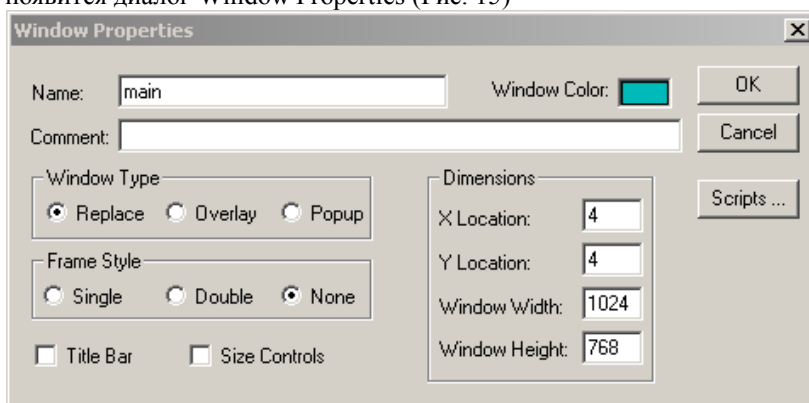 появится диалог Window Properties (Рис. 15)
Window Properties
Name: main Window Color: OK
Comment: Cancel
Window Type Dimensions Scripts ...
Replace Overlay Popup X Location: 4
Frame Style Y Location: 4
Single Double None Window Width: 1024
Title Bar Size Controls Window Height: 768